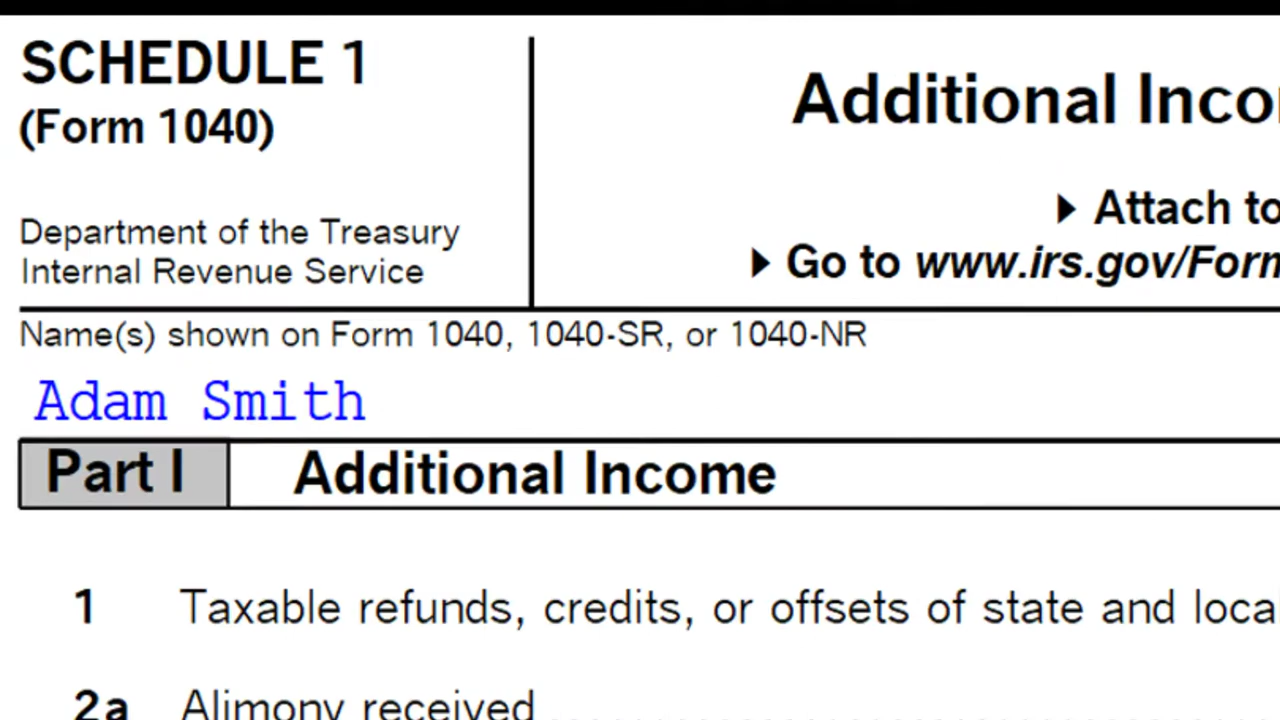 SCHEDULE 1
(Form 1040)
Department of the Treasury
Internal Revenue Service
Additional Inco
▶ Attach to
▶ Go to www.irs.gov/Form
Name(s) shown on Form 1040, 1040-SR, or 1040-NR
Adam Smith
Part I Additional Income
1 Taxable refunds, credits, or offsets of state and local
2a Alimony received